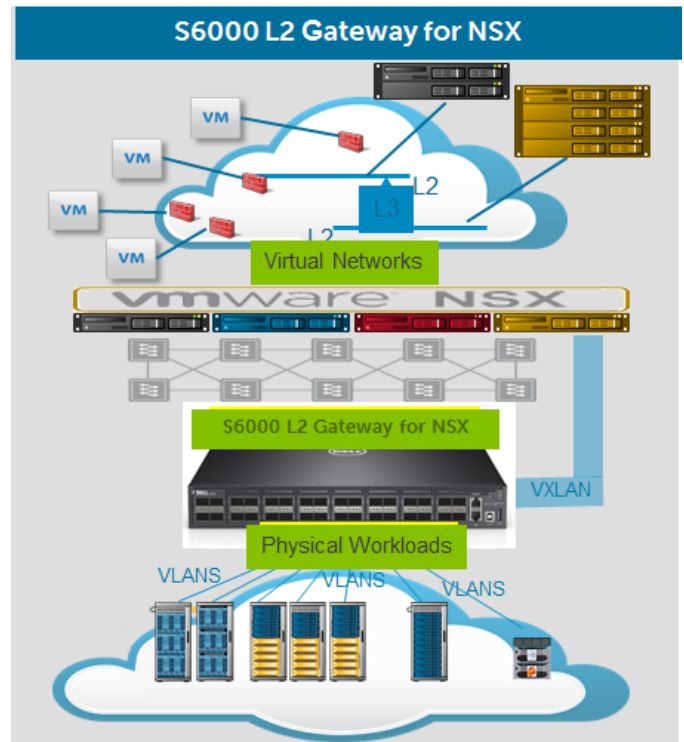 S6000 L2 Gateway for NSX
VM
VM
VM
VM
L2
L3
L2
Virtual Networks
vmware NSX
S6000 L2 Gateway for NSX
DELL
VXLAN
Physical Workloads
VLANS
VLANS
VLANS